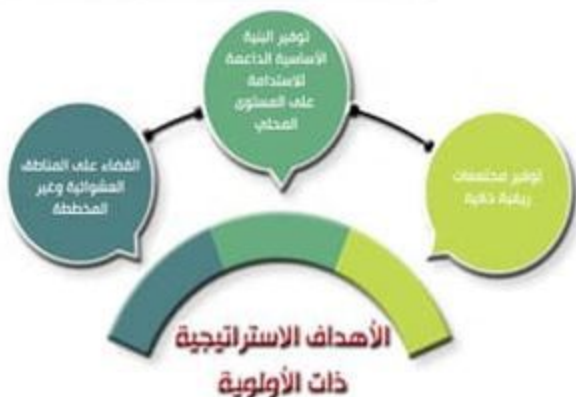 توفير البنية
الأساسية الداعمة
للاستدامة
على المستوى
المحلي
توفير مجتمعات
ريفية ذكية
القضاء على المناطق
العشوائية وغير
المخططة
الأهداف الاستراتيجية
ذات الأولوية